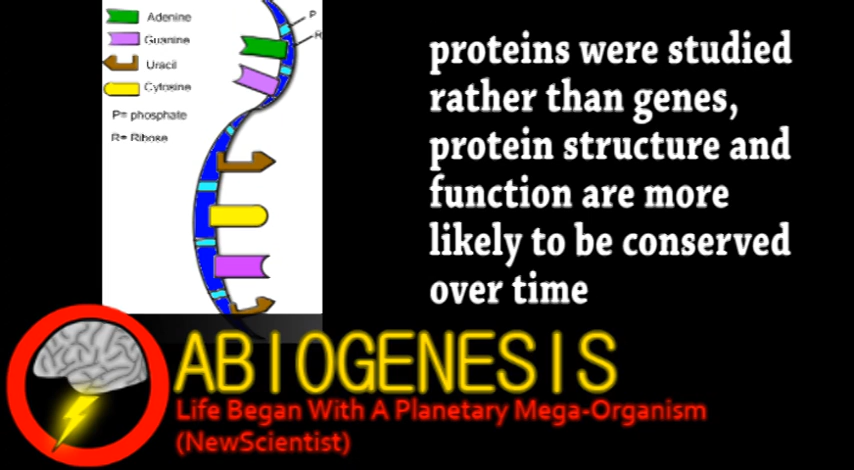 Adenine
Guanine
Uracil
Cytosine
P= phosphate
R= Ribose
P
R
proteins were studied
rather than genes,
protein structure and
function are more
likely to be conserved
over time
ABIOGENESIS
Life Began With A Planetary Mega-Organism
(NewScientist)